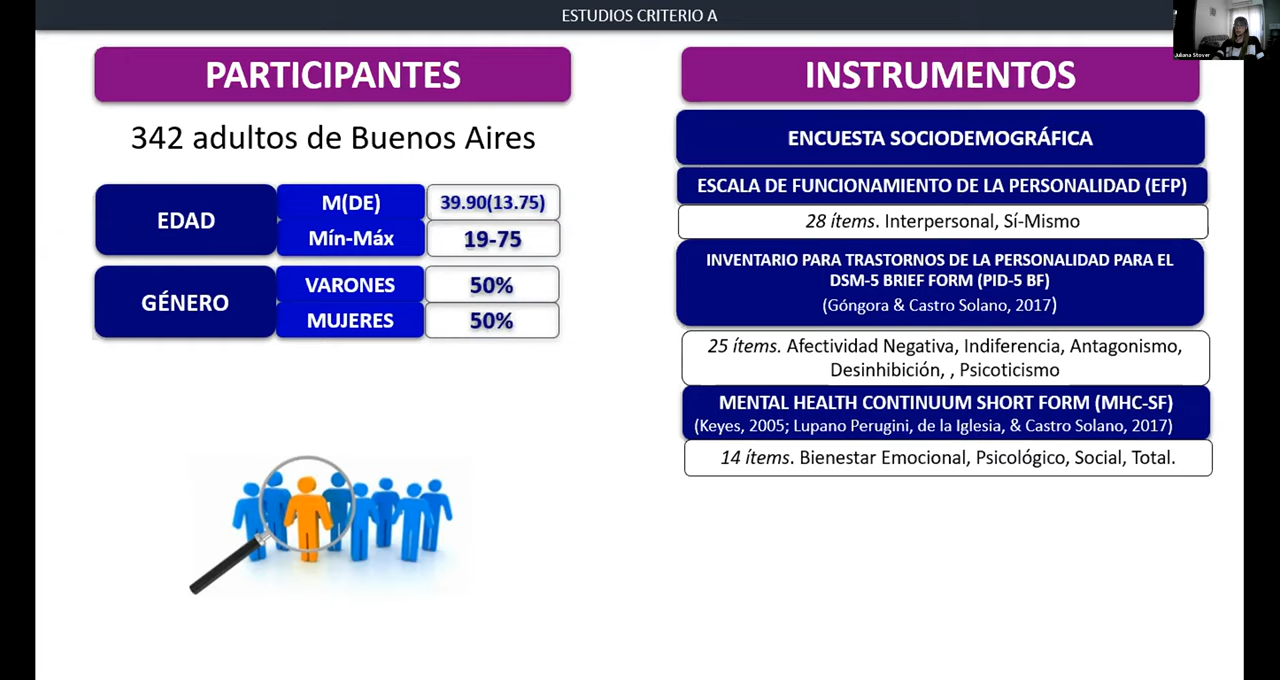 ESTUDIOS CRITERIO A
Juliana Stover
PARTICIPANTES
342 adultos de Buenos Aires
EDAD
M(DE)
39.90(13.75)
Mín-Máx
19-75
GÉNERO
VARONES
50%
MUJERES
50%
INSTRUMENTOS
ENCUESTA SOCIODEMOGRÁFICA
ESCALA DE FUNCIONAMIENTO DE LA PERSONALIDAD (EFP)
28 ítems. Interpersonal, Sí-Mismo
INVENTARIO PARA TRASTORNOS DE LA PERSONALIDAD PARA EL
DSM-5 BRIEF FORM (PID-5 BF)
(Góngora & Castro Solano, 2017)
25 ítems. Afectividad Negativa, Indiferencia, Antagonismo,
Desinhibición, , Psicoticismo
MENTAL HEALTH CONTINUUM SHORT FORM (MHC-SF)
(Keyes, 2005; Lupano Perugini, de la Iglesia, & Castro Solano, 2017)
14 ítems. Bienestar Emocional, Psicológico, Social, Total.